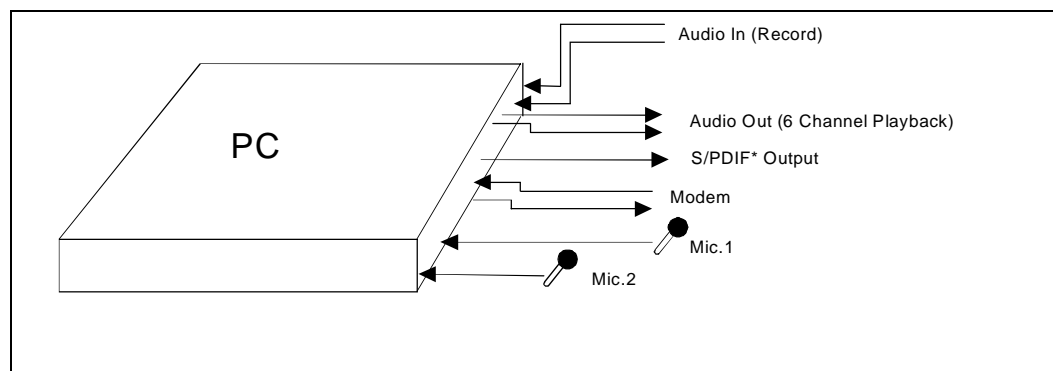 Audio In (Record)
PC
Audio Out (6 Channel Playback)
S/PDIF* Output
Modem
Mic.1
Mic.2